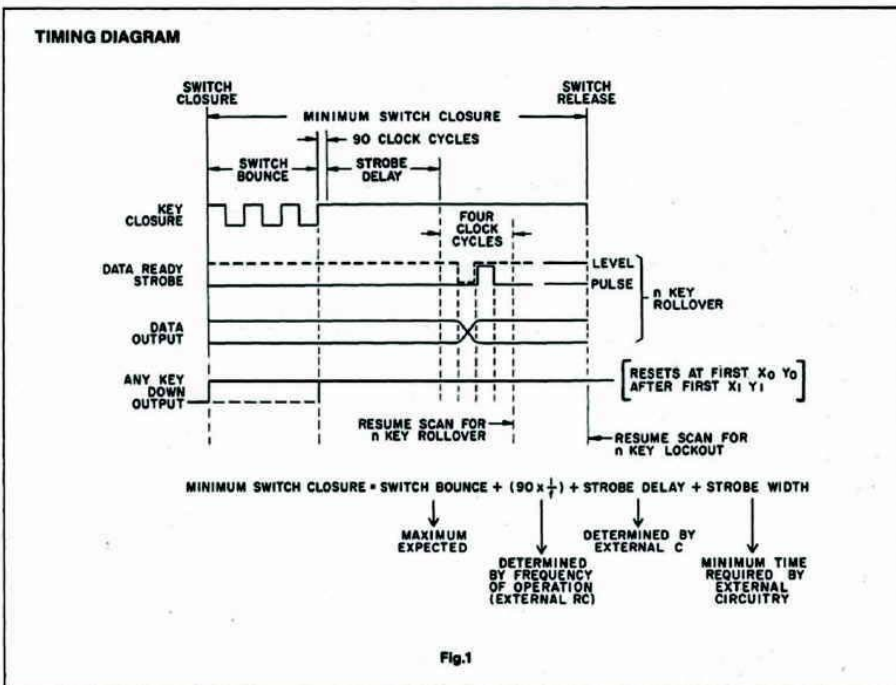 TIMING DIAGRAM
SWITCH
CLOSURE
SWITCH
RELEASE
MINIMUM SWITCH CLOSURE
90 CLOCK CYCLES
SWITCH
BOUNCE
STROBE
DELAY
KEY
CLOSURE
FOUR
CLOCK
CYCLES
DATA READY
STROBE
LEVEL
PULSE
n KEY
ROLLOVER
DATA
OUTPUT
ANY KEY
DOWN
OUTPUT
[RESETS AT FIRST X0 Y0
AFTER FIRST X1 Y1]
RESUME SCAN FOR
n KEY ROLLOVER
RESUME SCAN FOR
n KEY LOCKOUT
MINIMUM SWITCH CLOSURE = SWITCH BOUNCE + (90 x 1/f) + STROBE DELAY + STROBE WIDTH
MAXIMUM
EXPECTED
DETERMINED
BY FREQUENCY
OF OPERATION
(EXTERNAL RC)
DETERMINED BY
EXTERNAL C
MINIMUM TIME
REQUIRED BY
EXTERNAL
CIRCUITRY
Fig.1